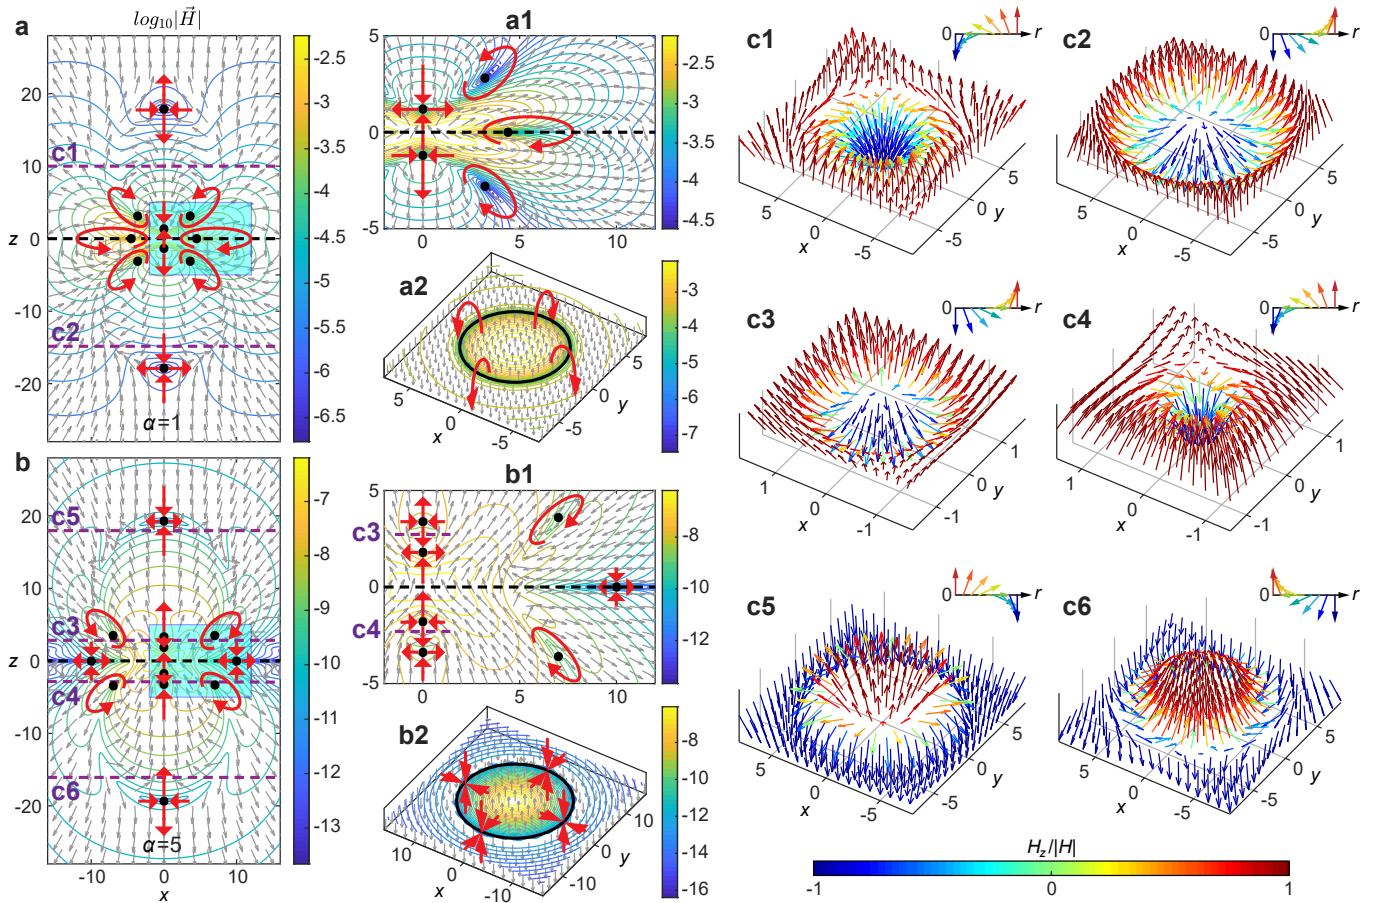 a
log₁₀|H⃗|
20
10
z 0
-10
-20
c1
c2
α=1
-2.5
-3
-3.5
-4
-4.5
-5
-5.5
-6
-6.5
a1
5
0
-5
0 5 10
-2.5
-3
-3.5
-4
-4.5
a2
5
0
-5
x
5
0
-5
y
-3
-4
-5
-6
-7
b
20
10
z 0
-10
-20
c5
c3
c4
c6
α=5
-10 0 10
x
-7
-8
-9
-10
-11
-12
-13
b1
5
0
-5
c3
c4
0 5 10
-8
-10
-12
b2
10
0
-10
x
10
0
-10
y
-8
-10
-12
-14
-16
c1
0 r
5
0
-5
x
5
0
-5
y
c2
0 r
5
0
-5
x
5
0
-5
y
c3
0 r
1
0
-1
x
1
0
-1
y
c4
0 r
1
0
-1
x
1
0
-1
y
c5
0 r
5
0
-5
x
5
0
-5
y
c6
0 r
5
0
-5
x
5
0
-5
y
H_z/|H|
-1 0 1